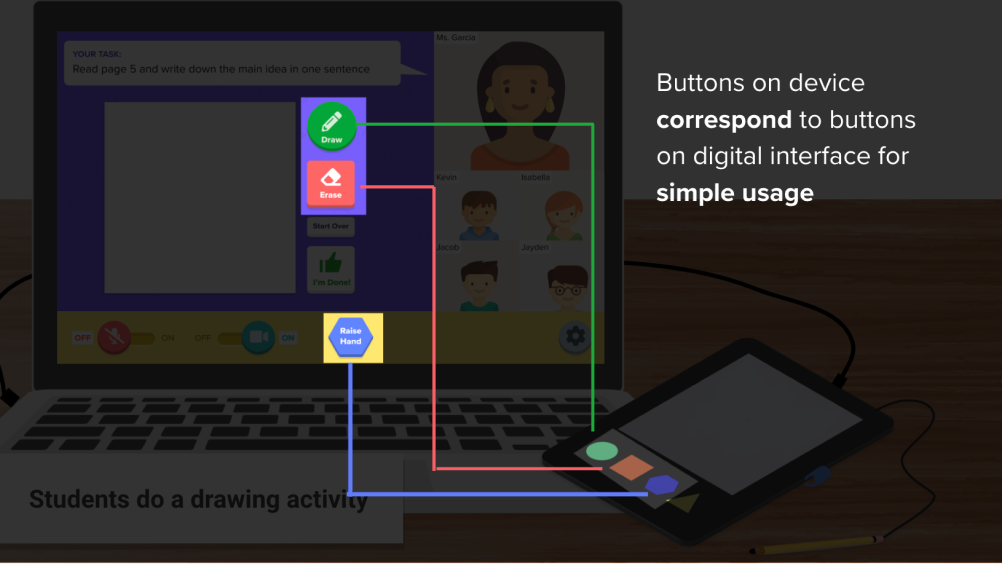 Ms. Garcia
YOUR TASK:
Read page 5 and write down the main idea in one sentence
Buttons on device
correspond to buttons
on digital interface for
simple usage
Draw
Erase
Kevin
Isabella
Start Over
Jocob
Jayden
I'm Done!
Raise
Hand
OFF
ON
OFF
ON
Students do a drawing activity